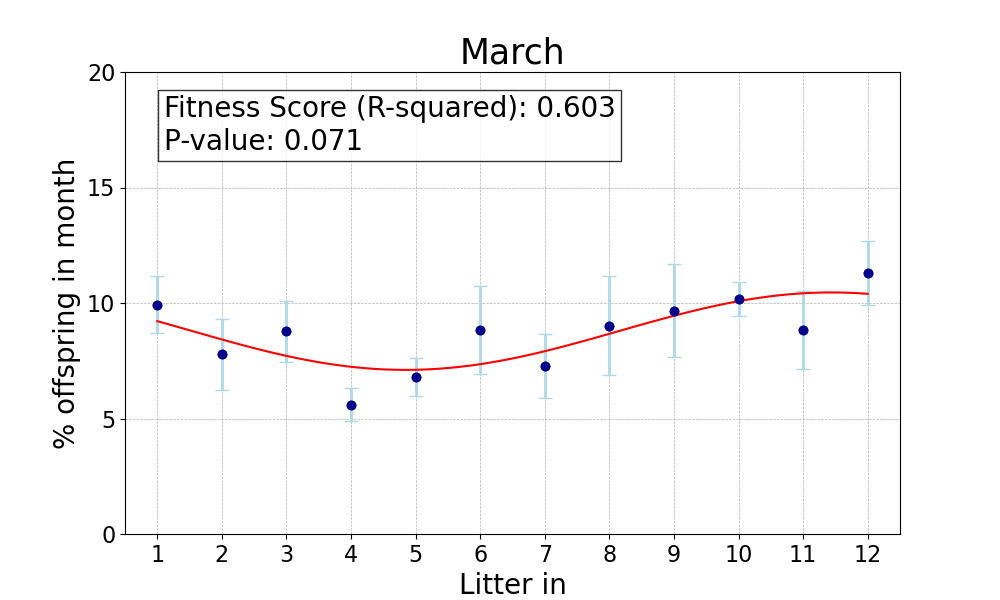 March
Fitness Score (R-squared): 0.603
P-value: 0.071
% offspring in month
20
15
10
5
0
1 2 3 4 5 6 7 8 9 10 11 12
Litter in